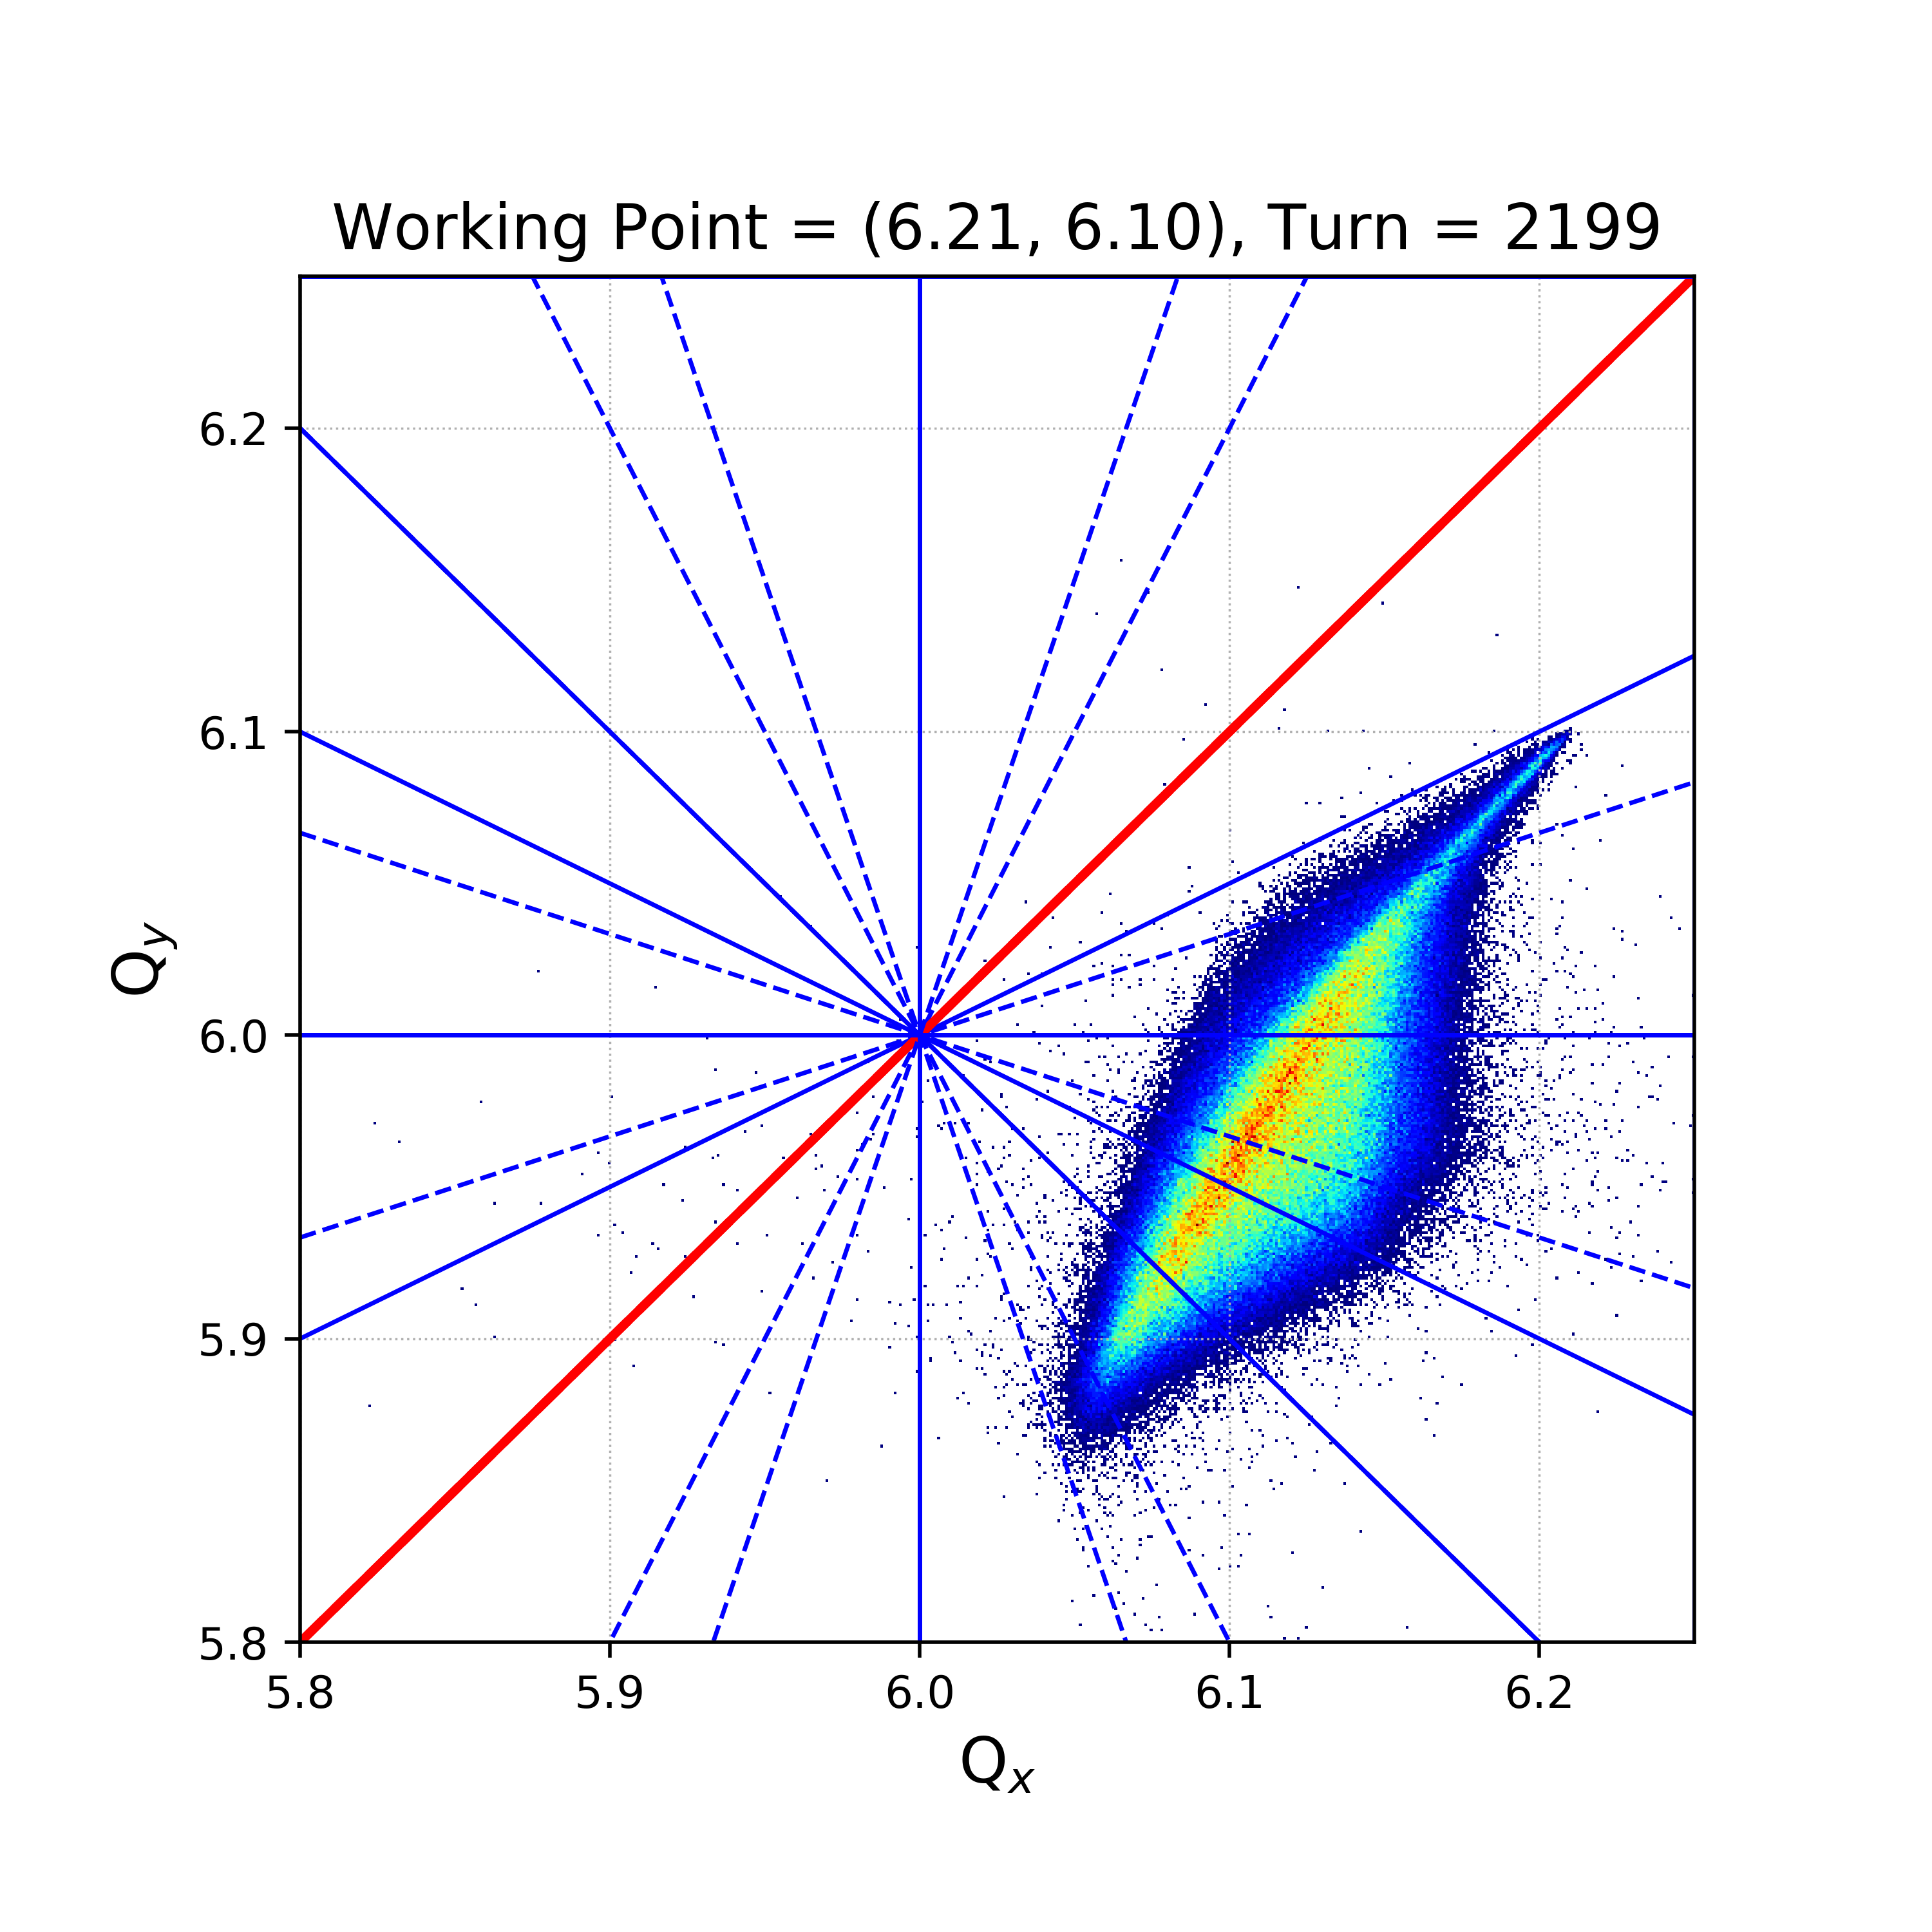 Working Point = (6.21, 6.10), Turn = 2199
6.2
6.1
6.0
5.9
5.8
Qy
5.8 5.9 6.0 6.1 6.2
Qx